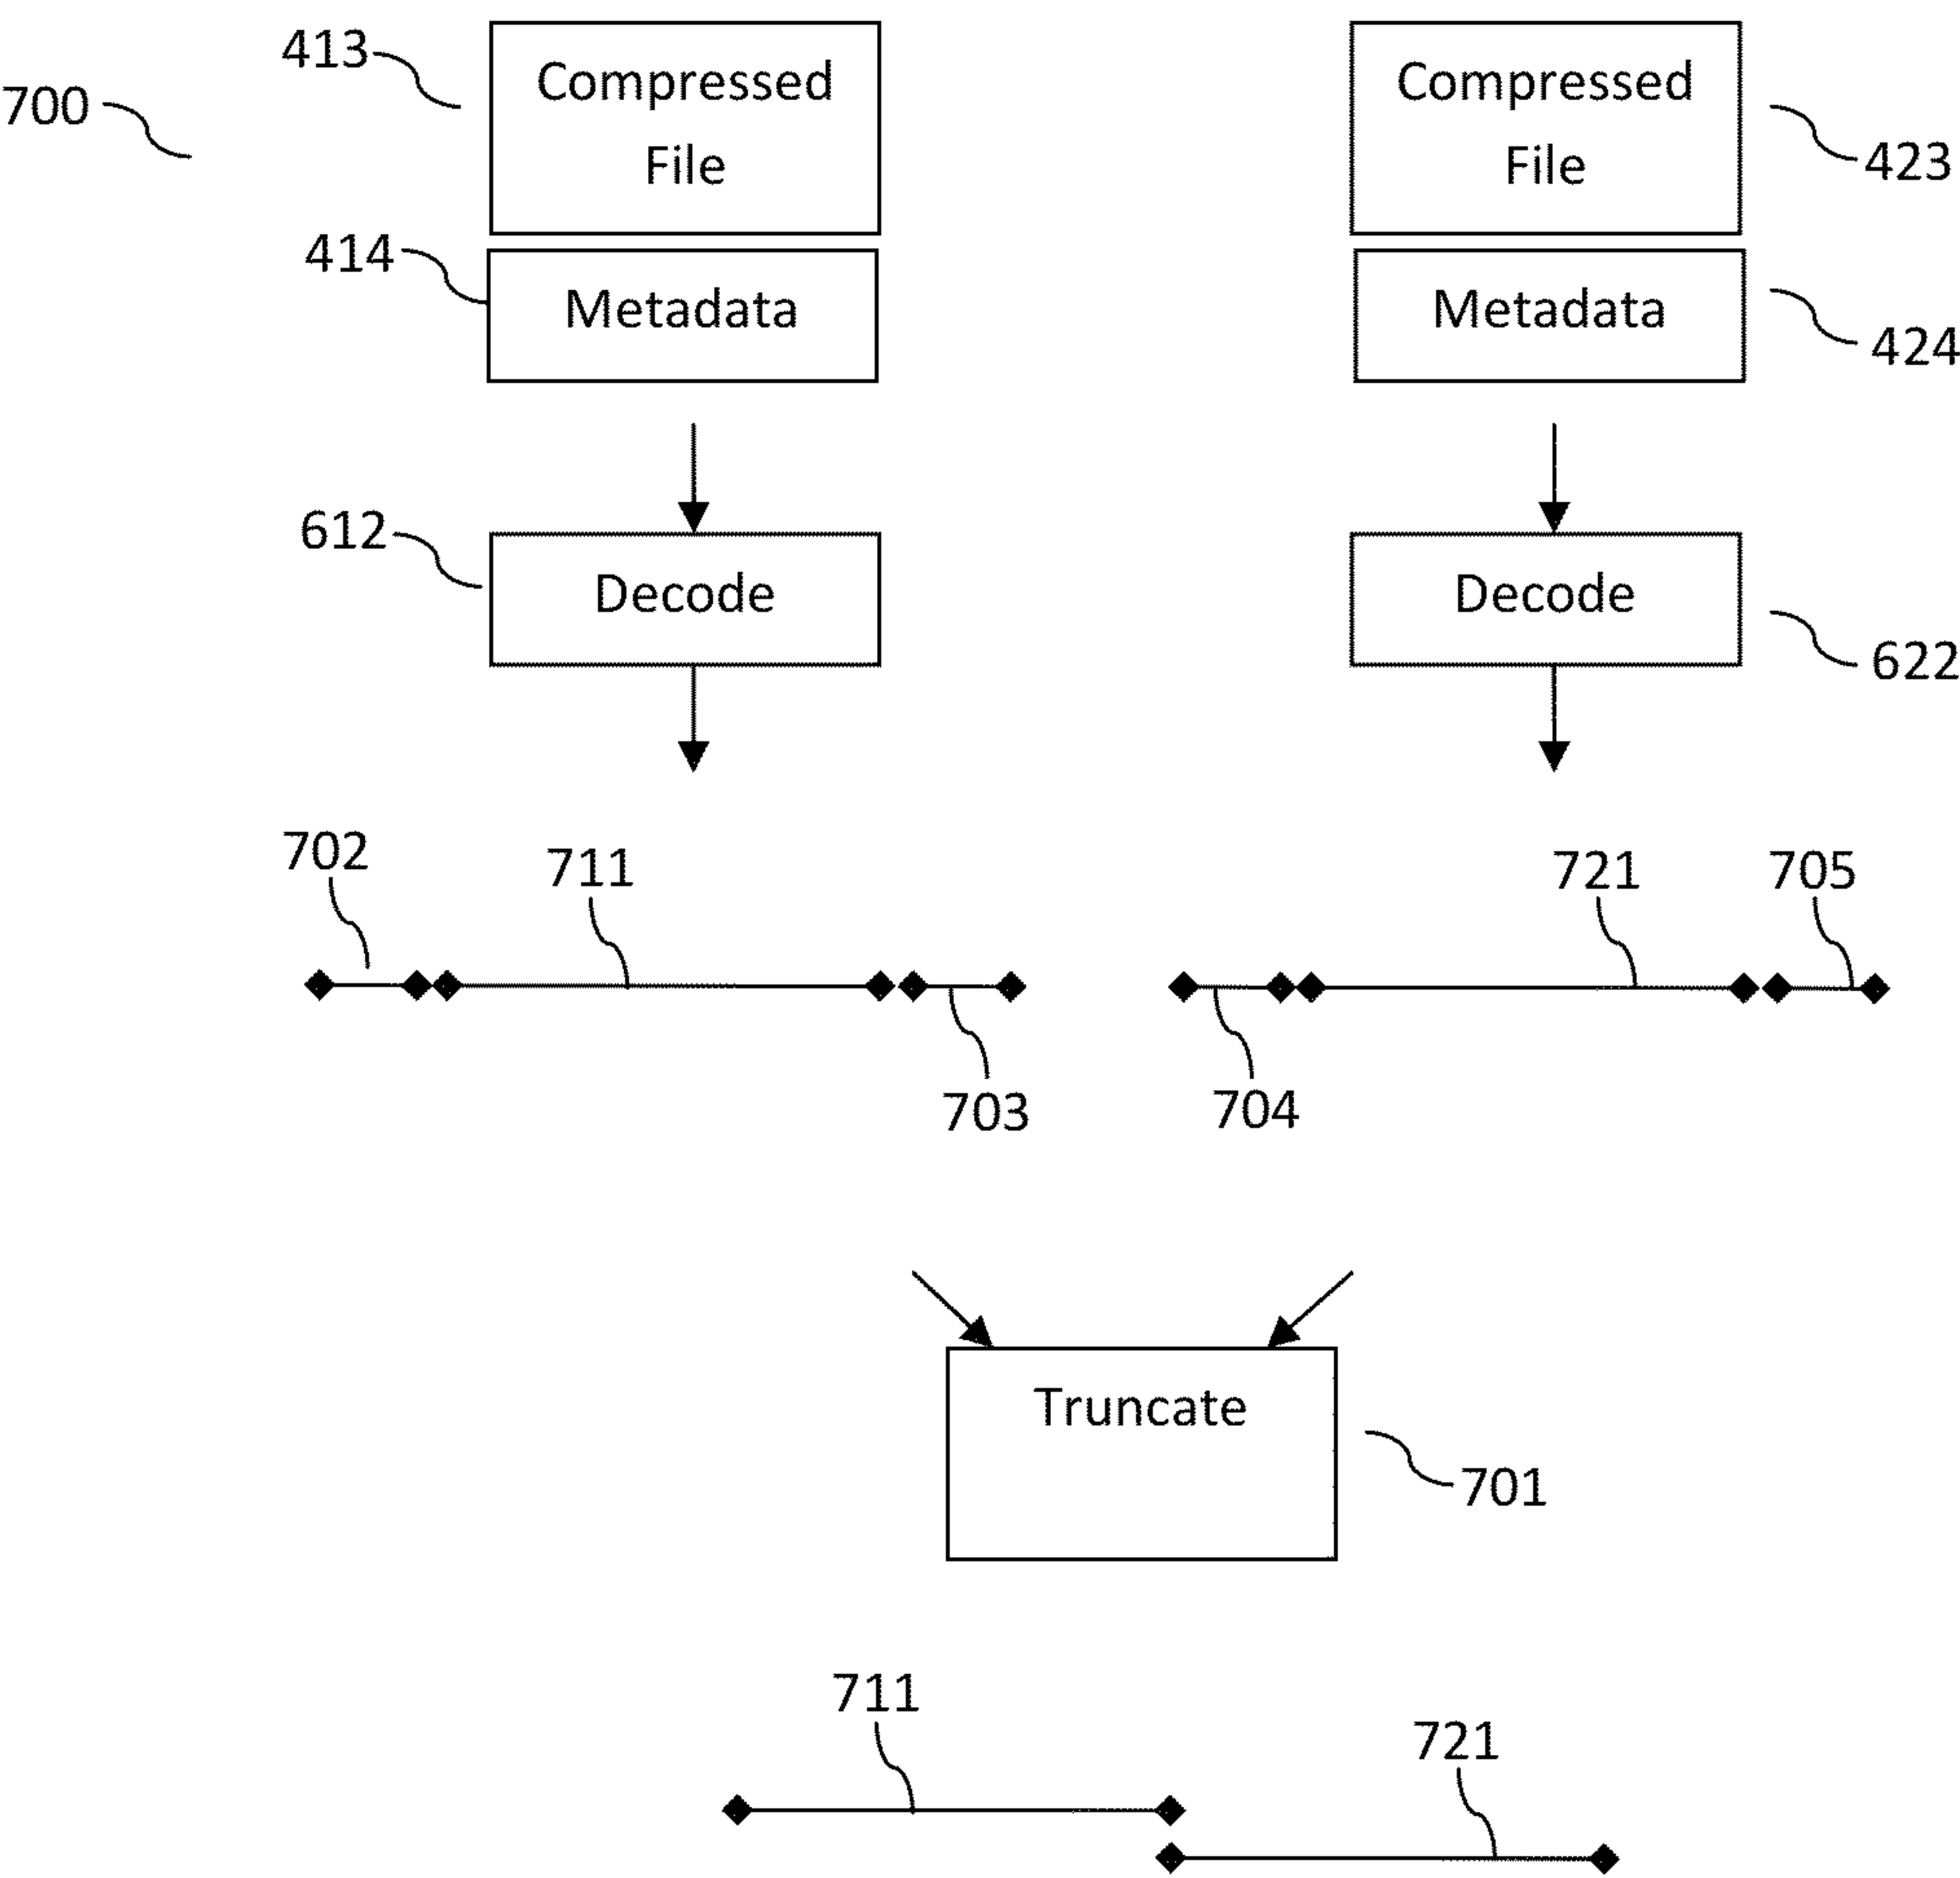 413
Compressed
File
Compressed
File
700
423
414
Metadata
Metadata
424
612
Decode
Decode
622
702
711
721
705
703
704
Truncate
701
711
721